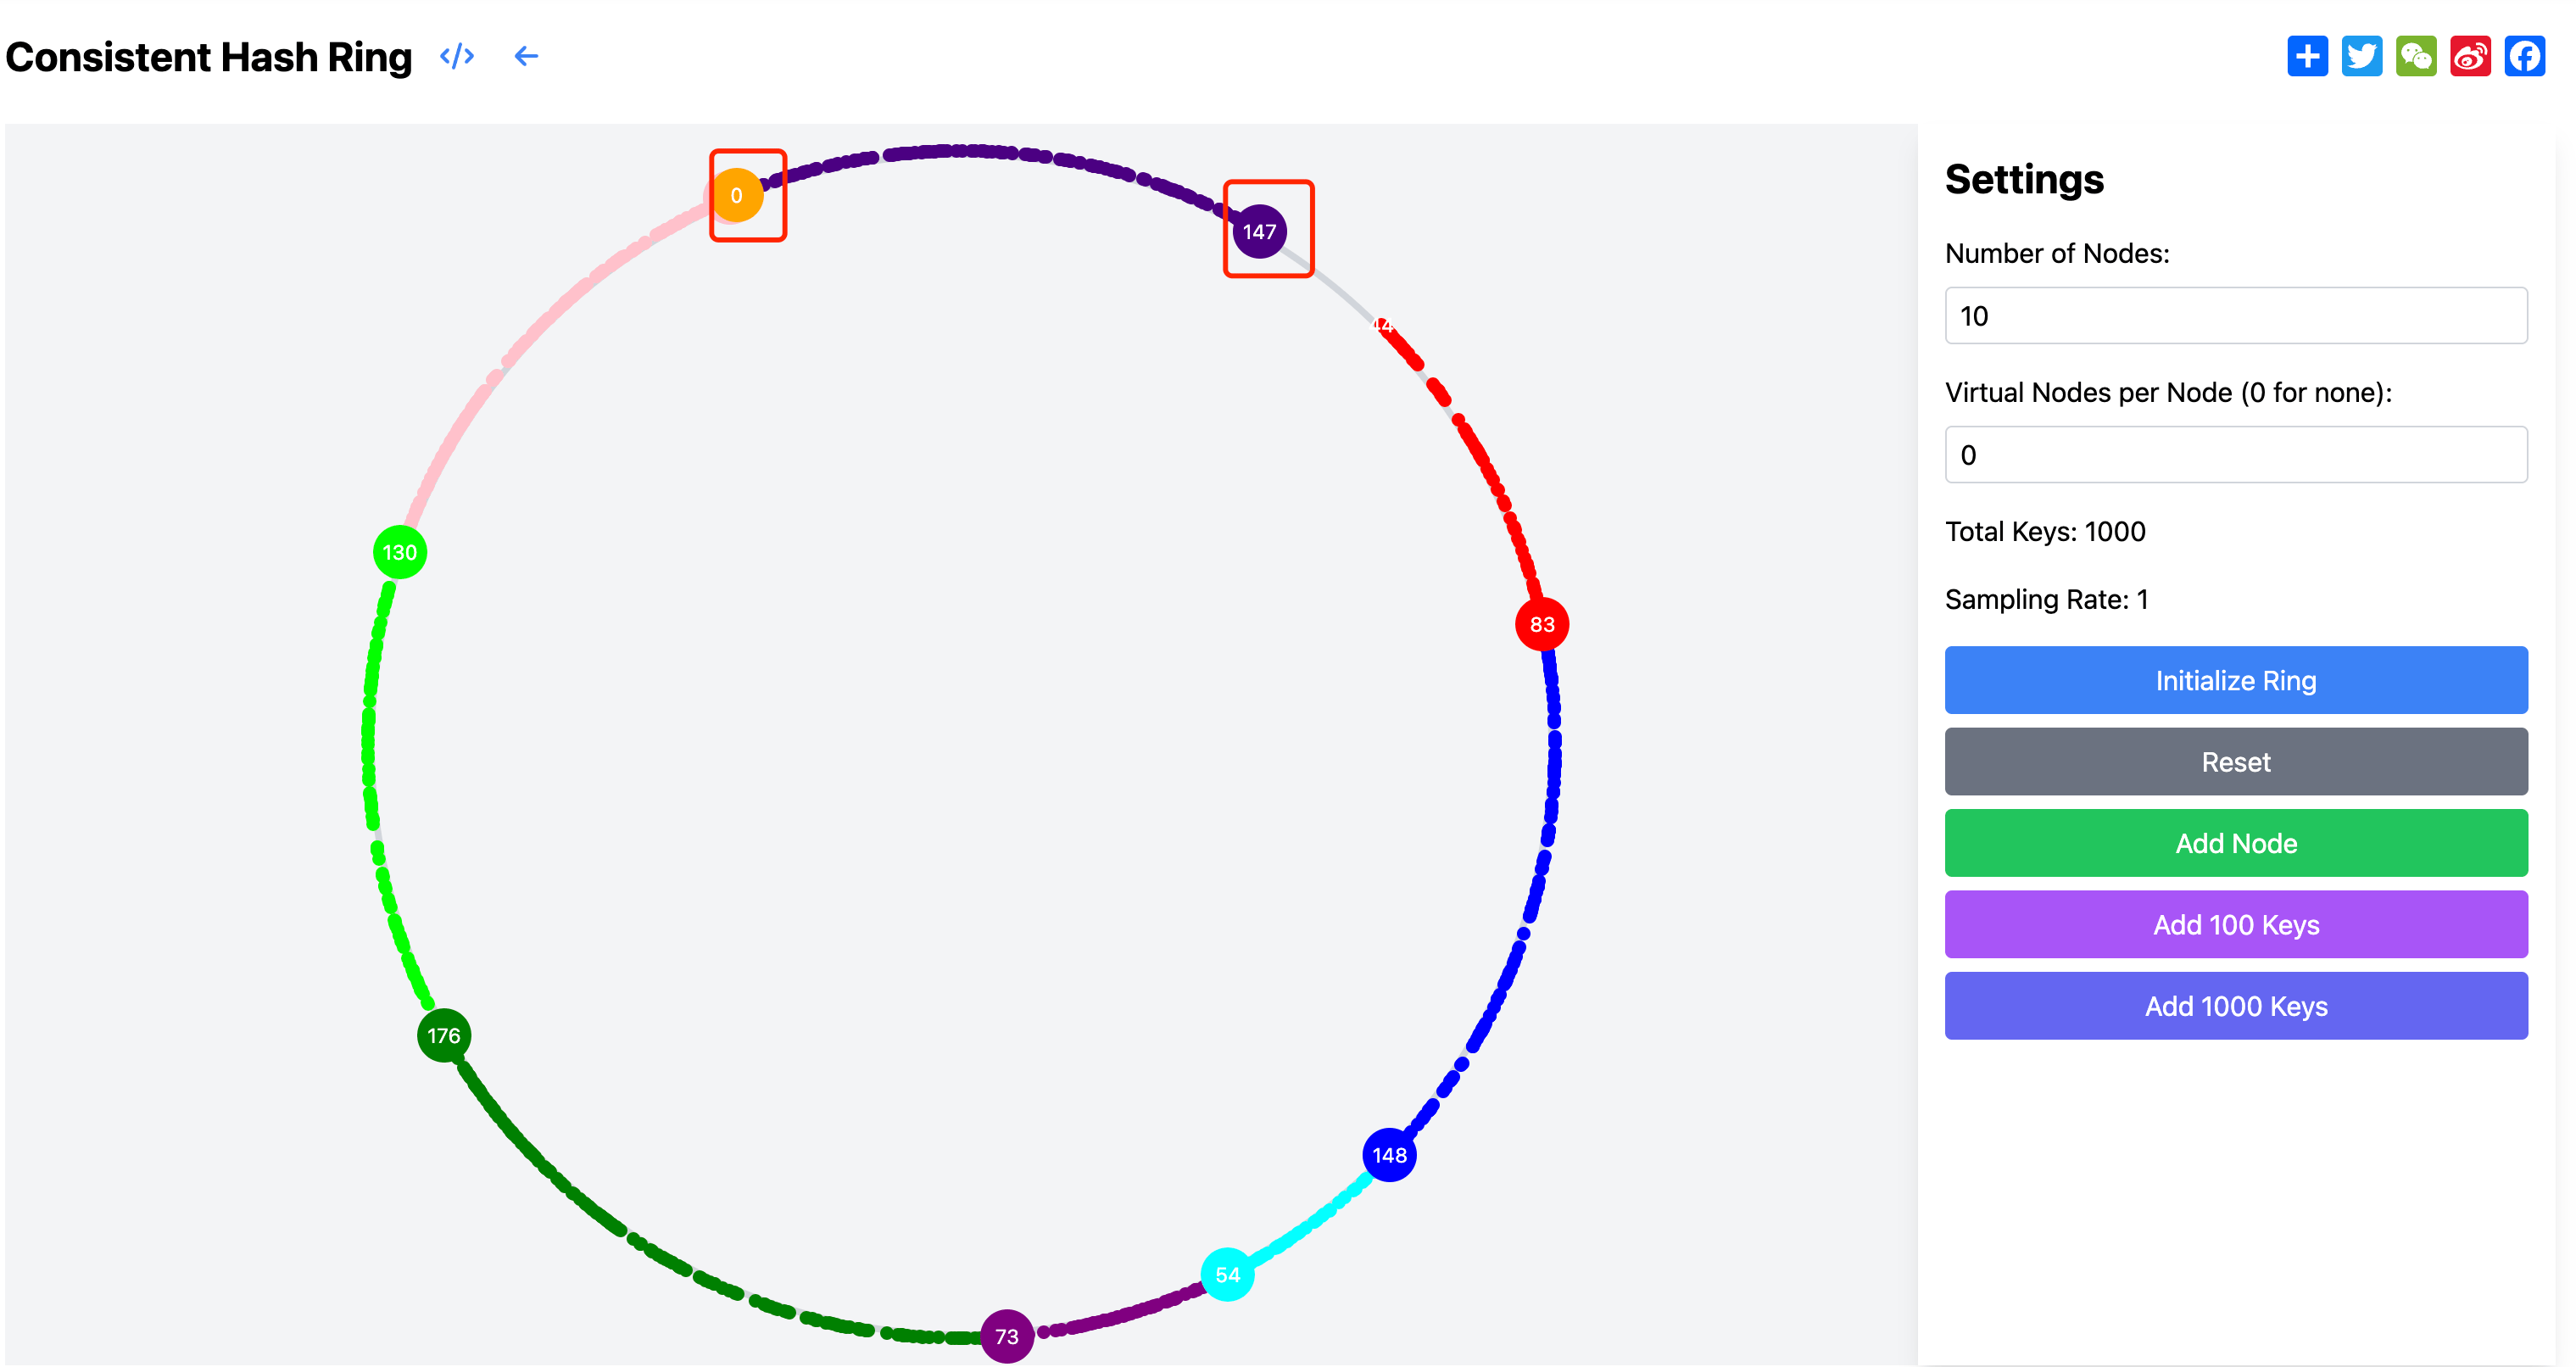 Consistent Hash Ring
0
147
44
130
83
176
148
54
73
Settings
Number of Nodes:
10
Virtual Nodes per Node (0 for none):
0
Total Keys: 1000
Sampling Rate: 1
Initialize Ring
Reset
Add Node
Add 100 Keys
Add 1000 Keys